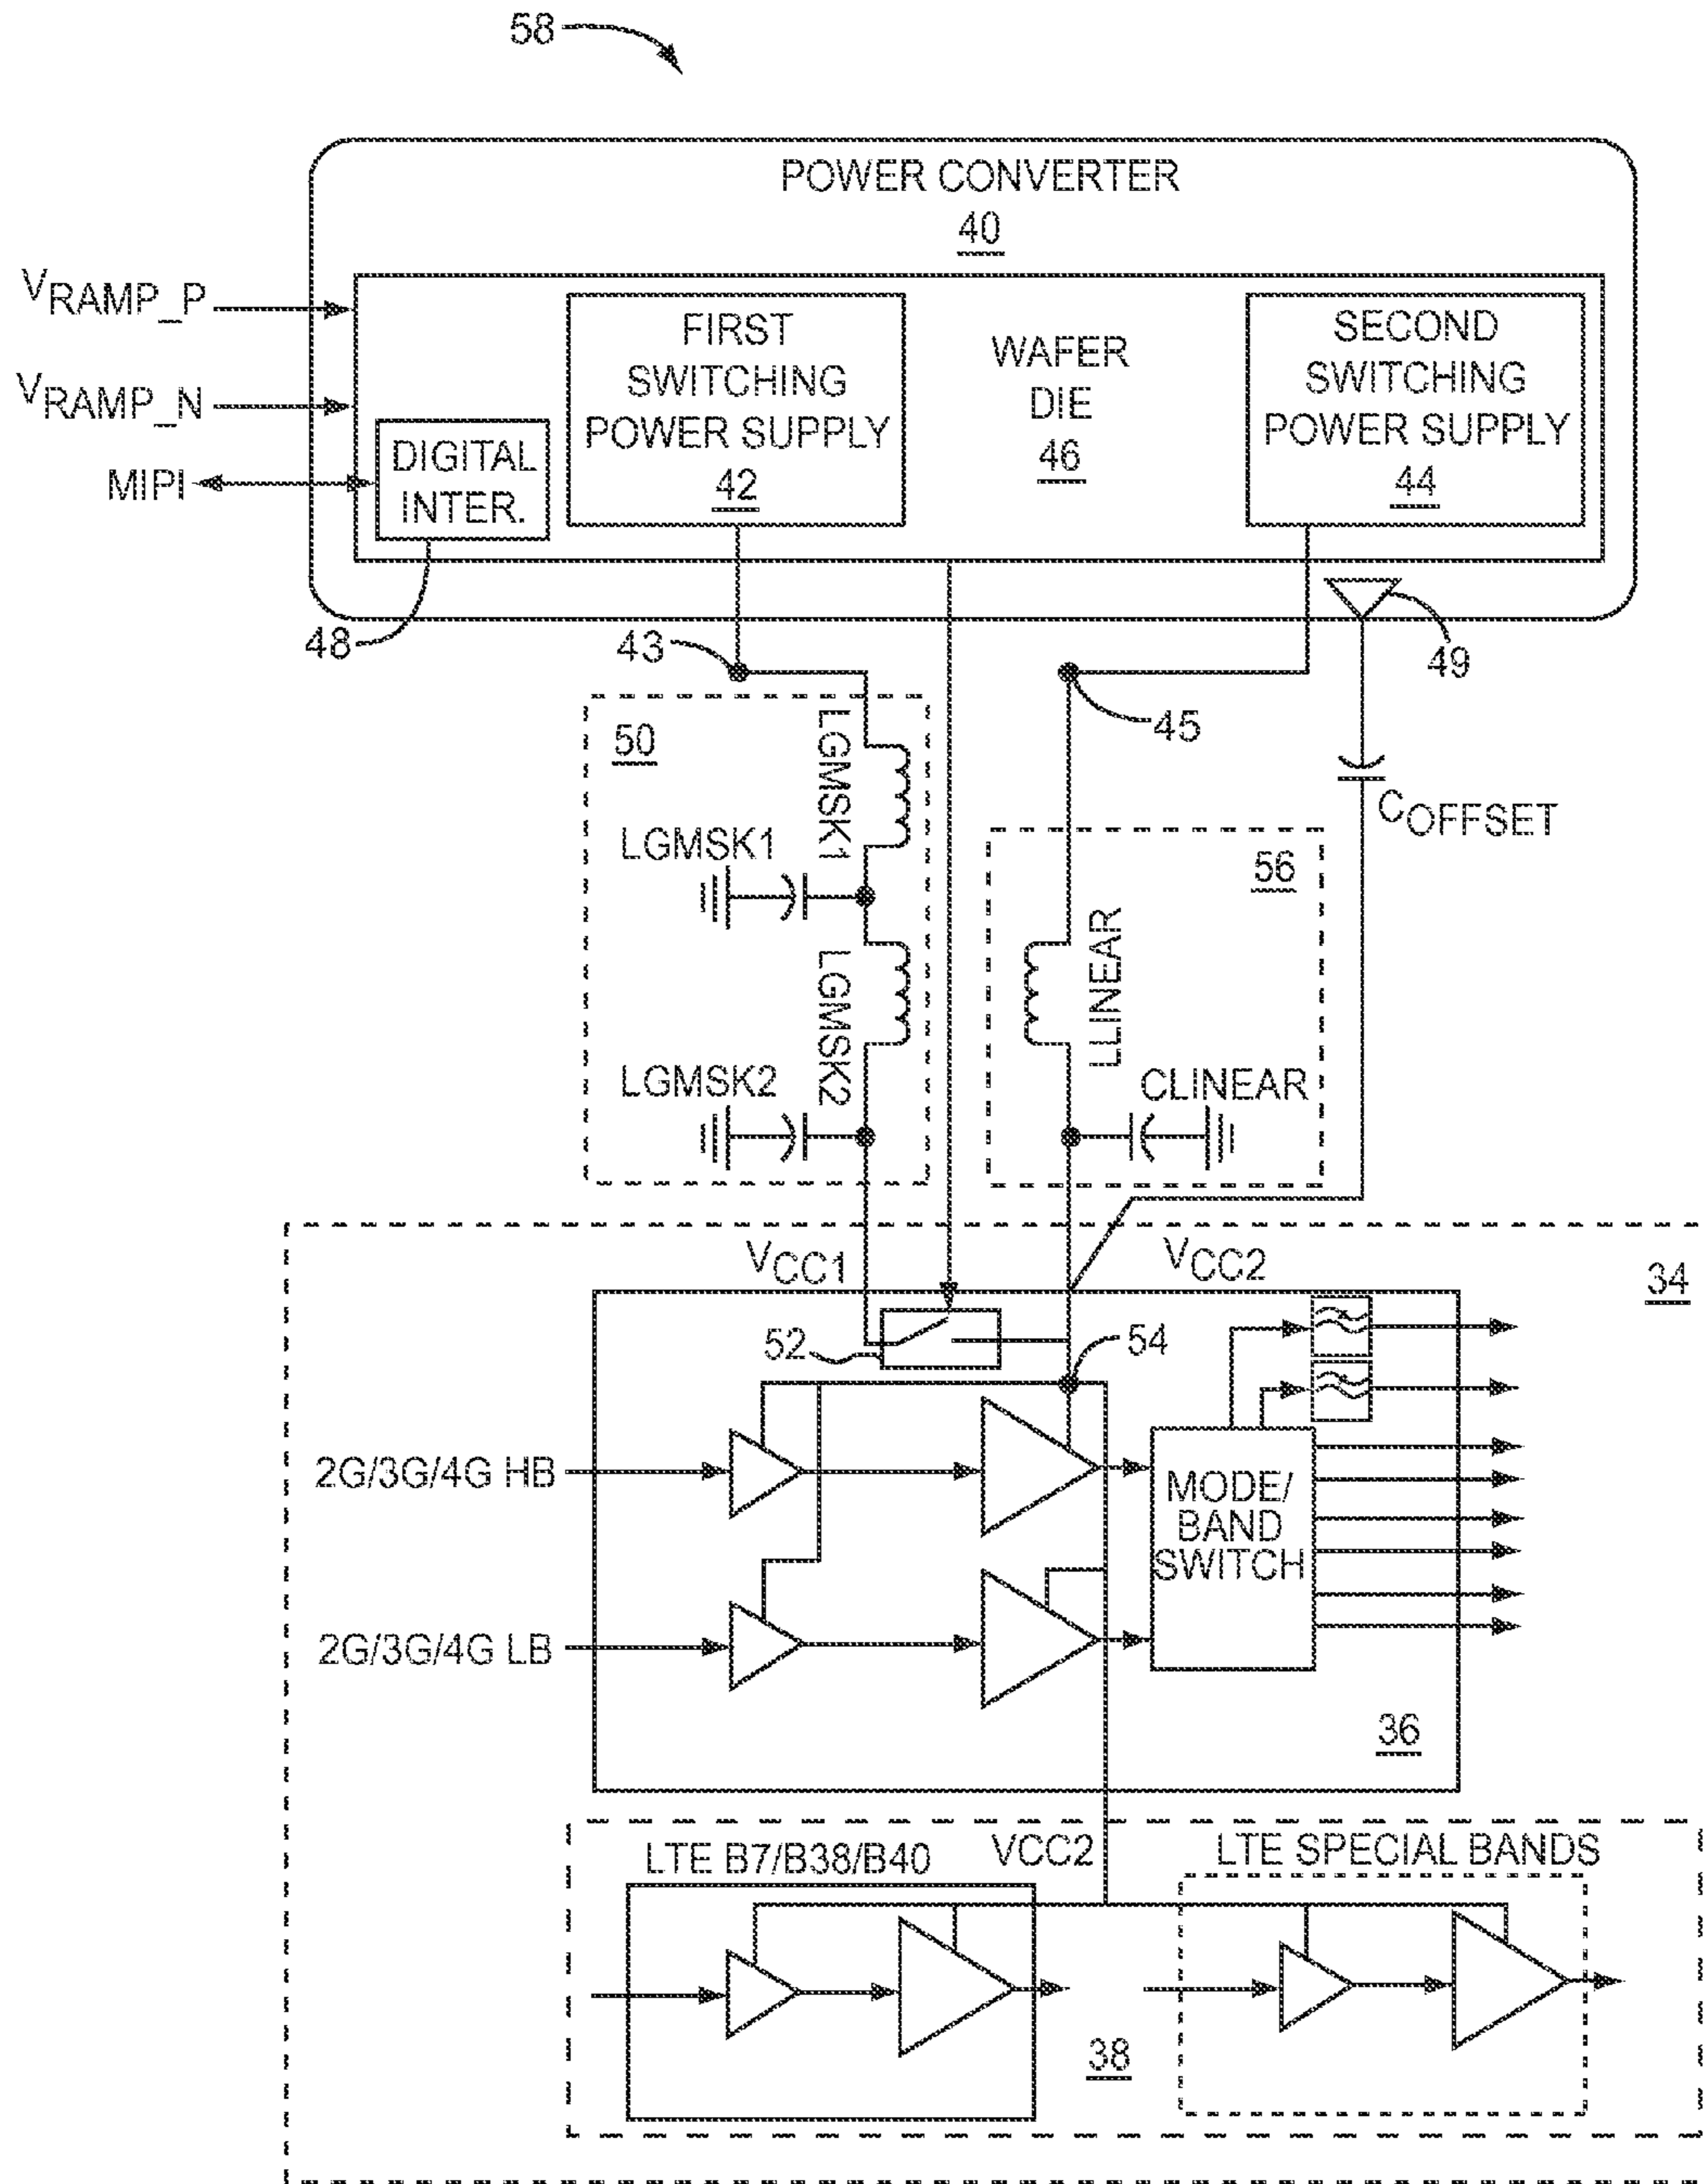 58
POWER CONVERTER
40
VRAMP_P
VRAMP_N
MIPI
DIGITAL
INTER.
FIRST
SWITCHING
POWER SUPPLY
42
WAFER
DIE
46
SECOND
SWITCHING
POWER SUPPLY
44
48
43
45
49
50
LGMSK1
LGMSK1
LGMSK2
LGMSK2
56
LLINEAR
CLINEAR
COFFSET
VCC1
VCC2
34
52
54
2G/3G/4G HB
2G/3G/4G LB
MODE/
BAND
SWITCH
36
LTE B7/B38/B40
VCC2
LTE SPECIAL BANDS
38